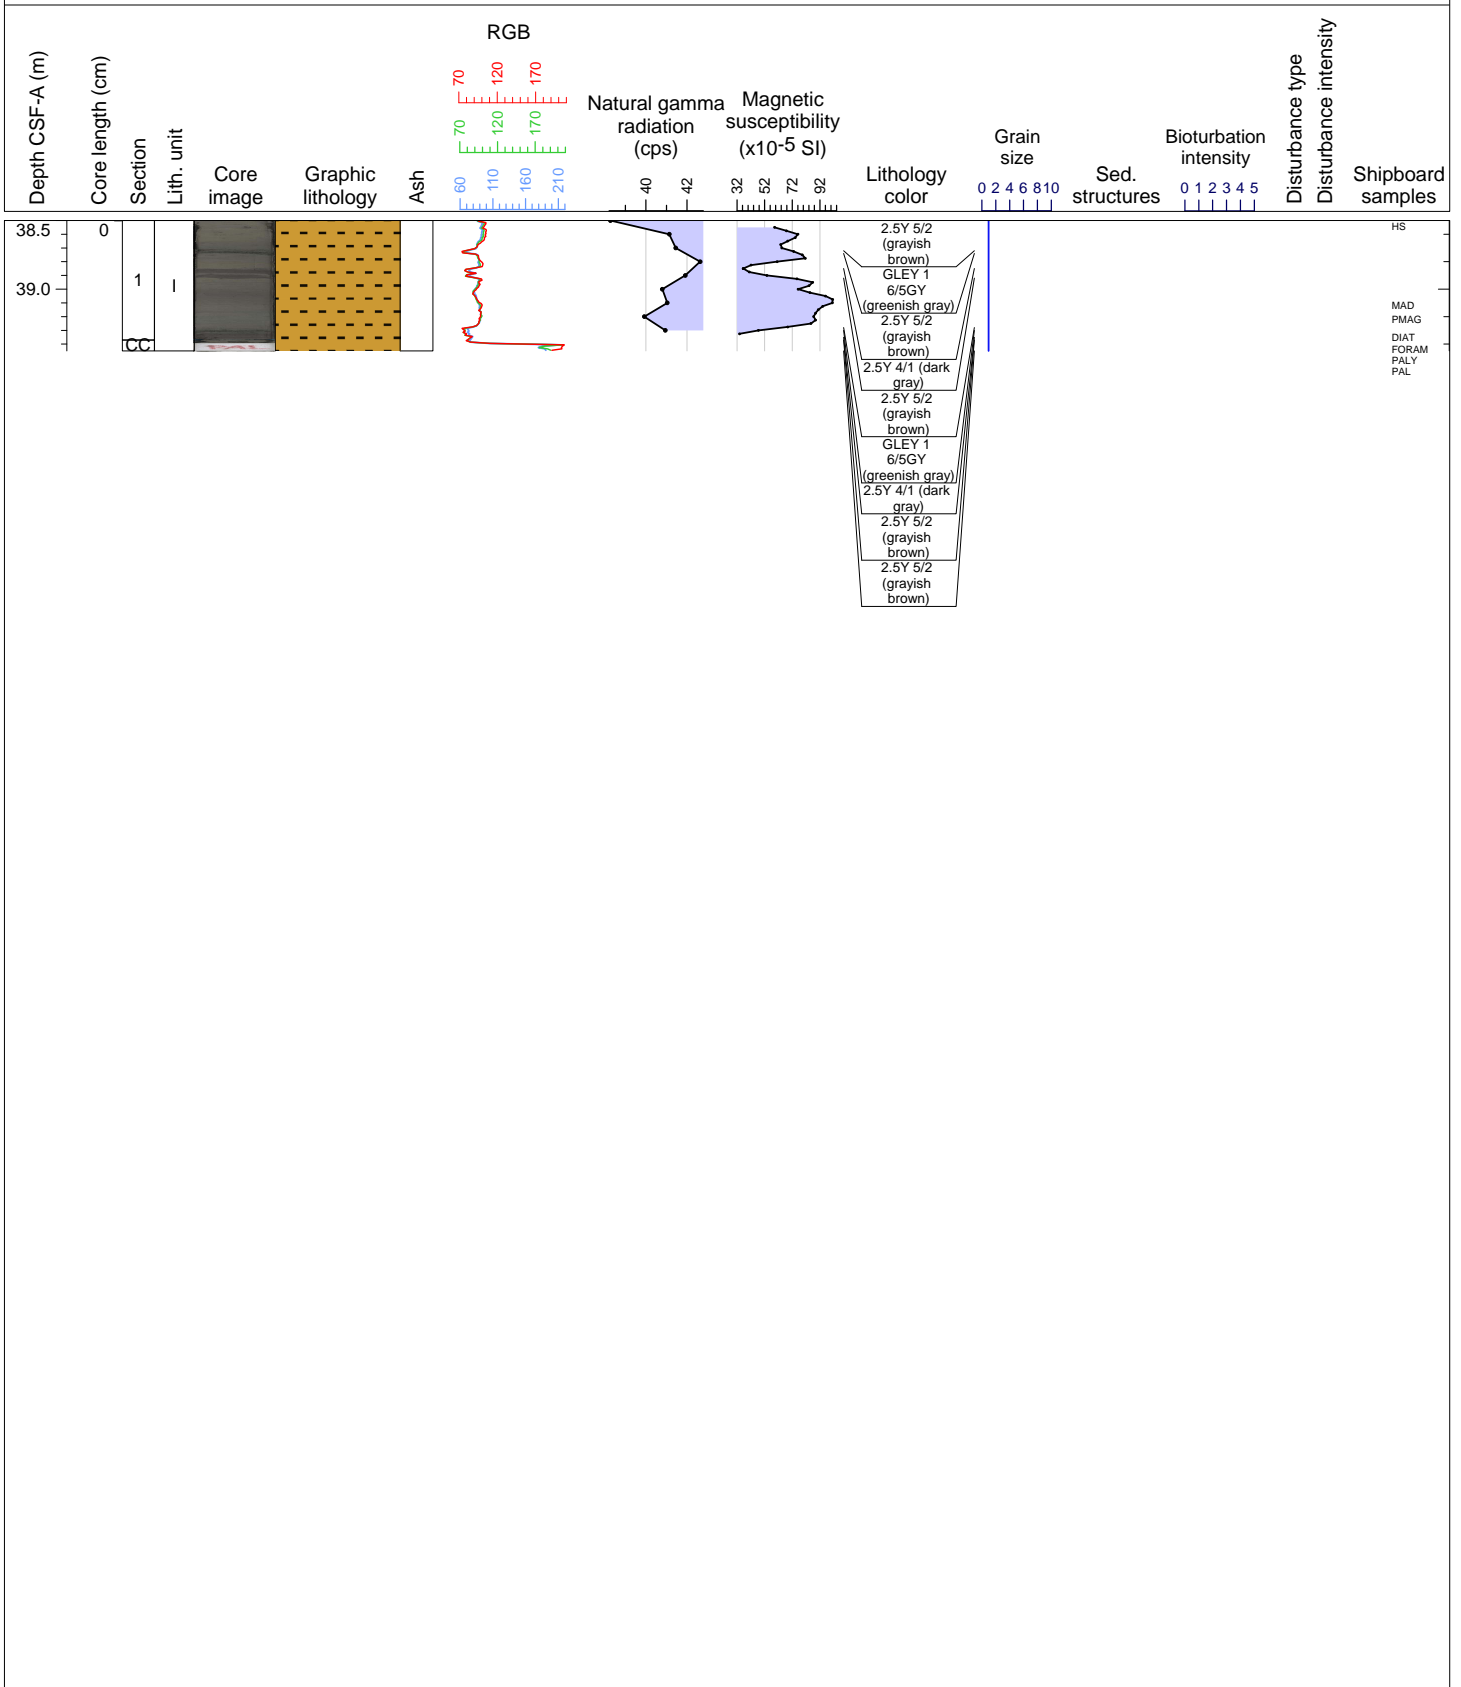 RGB
70 120 170
70 120 170
60 110 160 210
Depth CSF-A (m)
Core length (cm)
Section
Lith. unit
Core
image
Graphic
lithology
Ash
Natural gamma
radiation
(cps)
40 42
Magnetic
susceptibility
(x10-5 SI)
32 52 72 92
Lithology
color
Grain
size
0 2 4 6 8 10
Sed.
structures
Bioturbation
intensity
0 1 2 3 4 5
Disturbance type
Disturbance intensity
Shipboard
samples
38.5
39.0
0
1
CC
I
PAL
2.5Y 5/2
(grayish
brown)
GLEY 1
6/5GY
(greenish gray)
2.5Y 5/2
(grayish
brown)
2.5Y 4/1 (dark
gray)
2.5Y 5/2
(grayish
brown)
GLEY 1
6/5GY
(greenish gray)
2.5Y 4/1 (dark
gray)
2.5Y 5/2
(grayish
brown)
2.5Y 5/2
(grayish
brown)
HS
MAD
PMAG
DIAT
FORAM
PALY
PAL